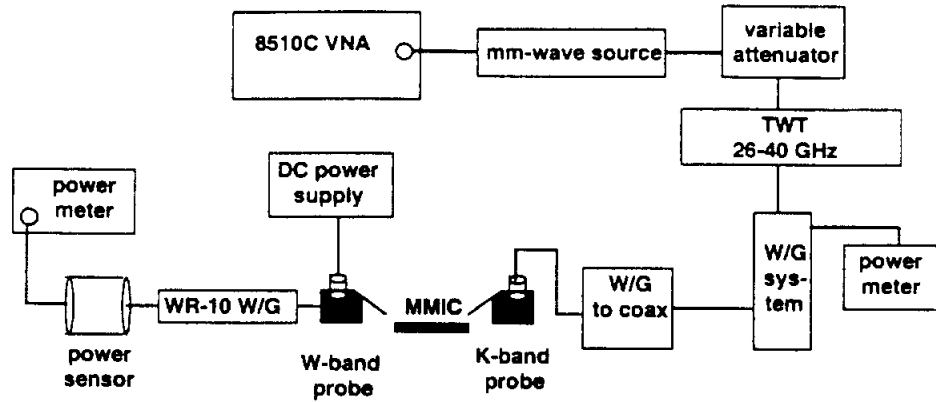 8510C VNA
mm-wave source
variable
attenuator
TWT
26-40 GHz
DC power
supply
power
meter
W/G
sys-
tem
power
meter
WR-10 W/G
MMIC
W/G
to coax
power
sensor
W-band
probe
K-band
probe